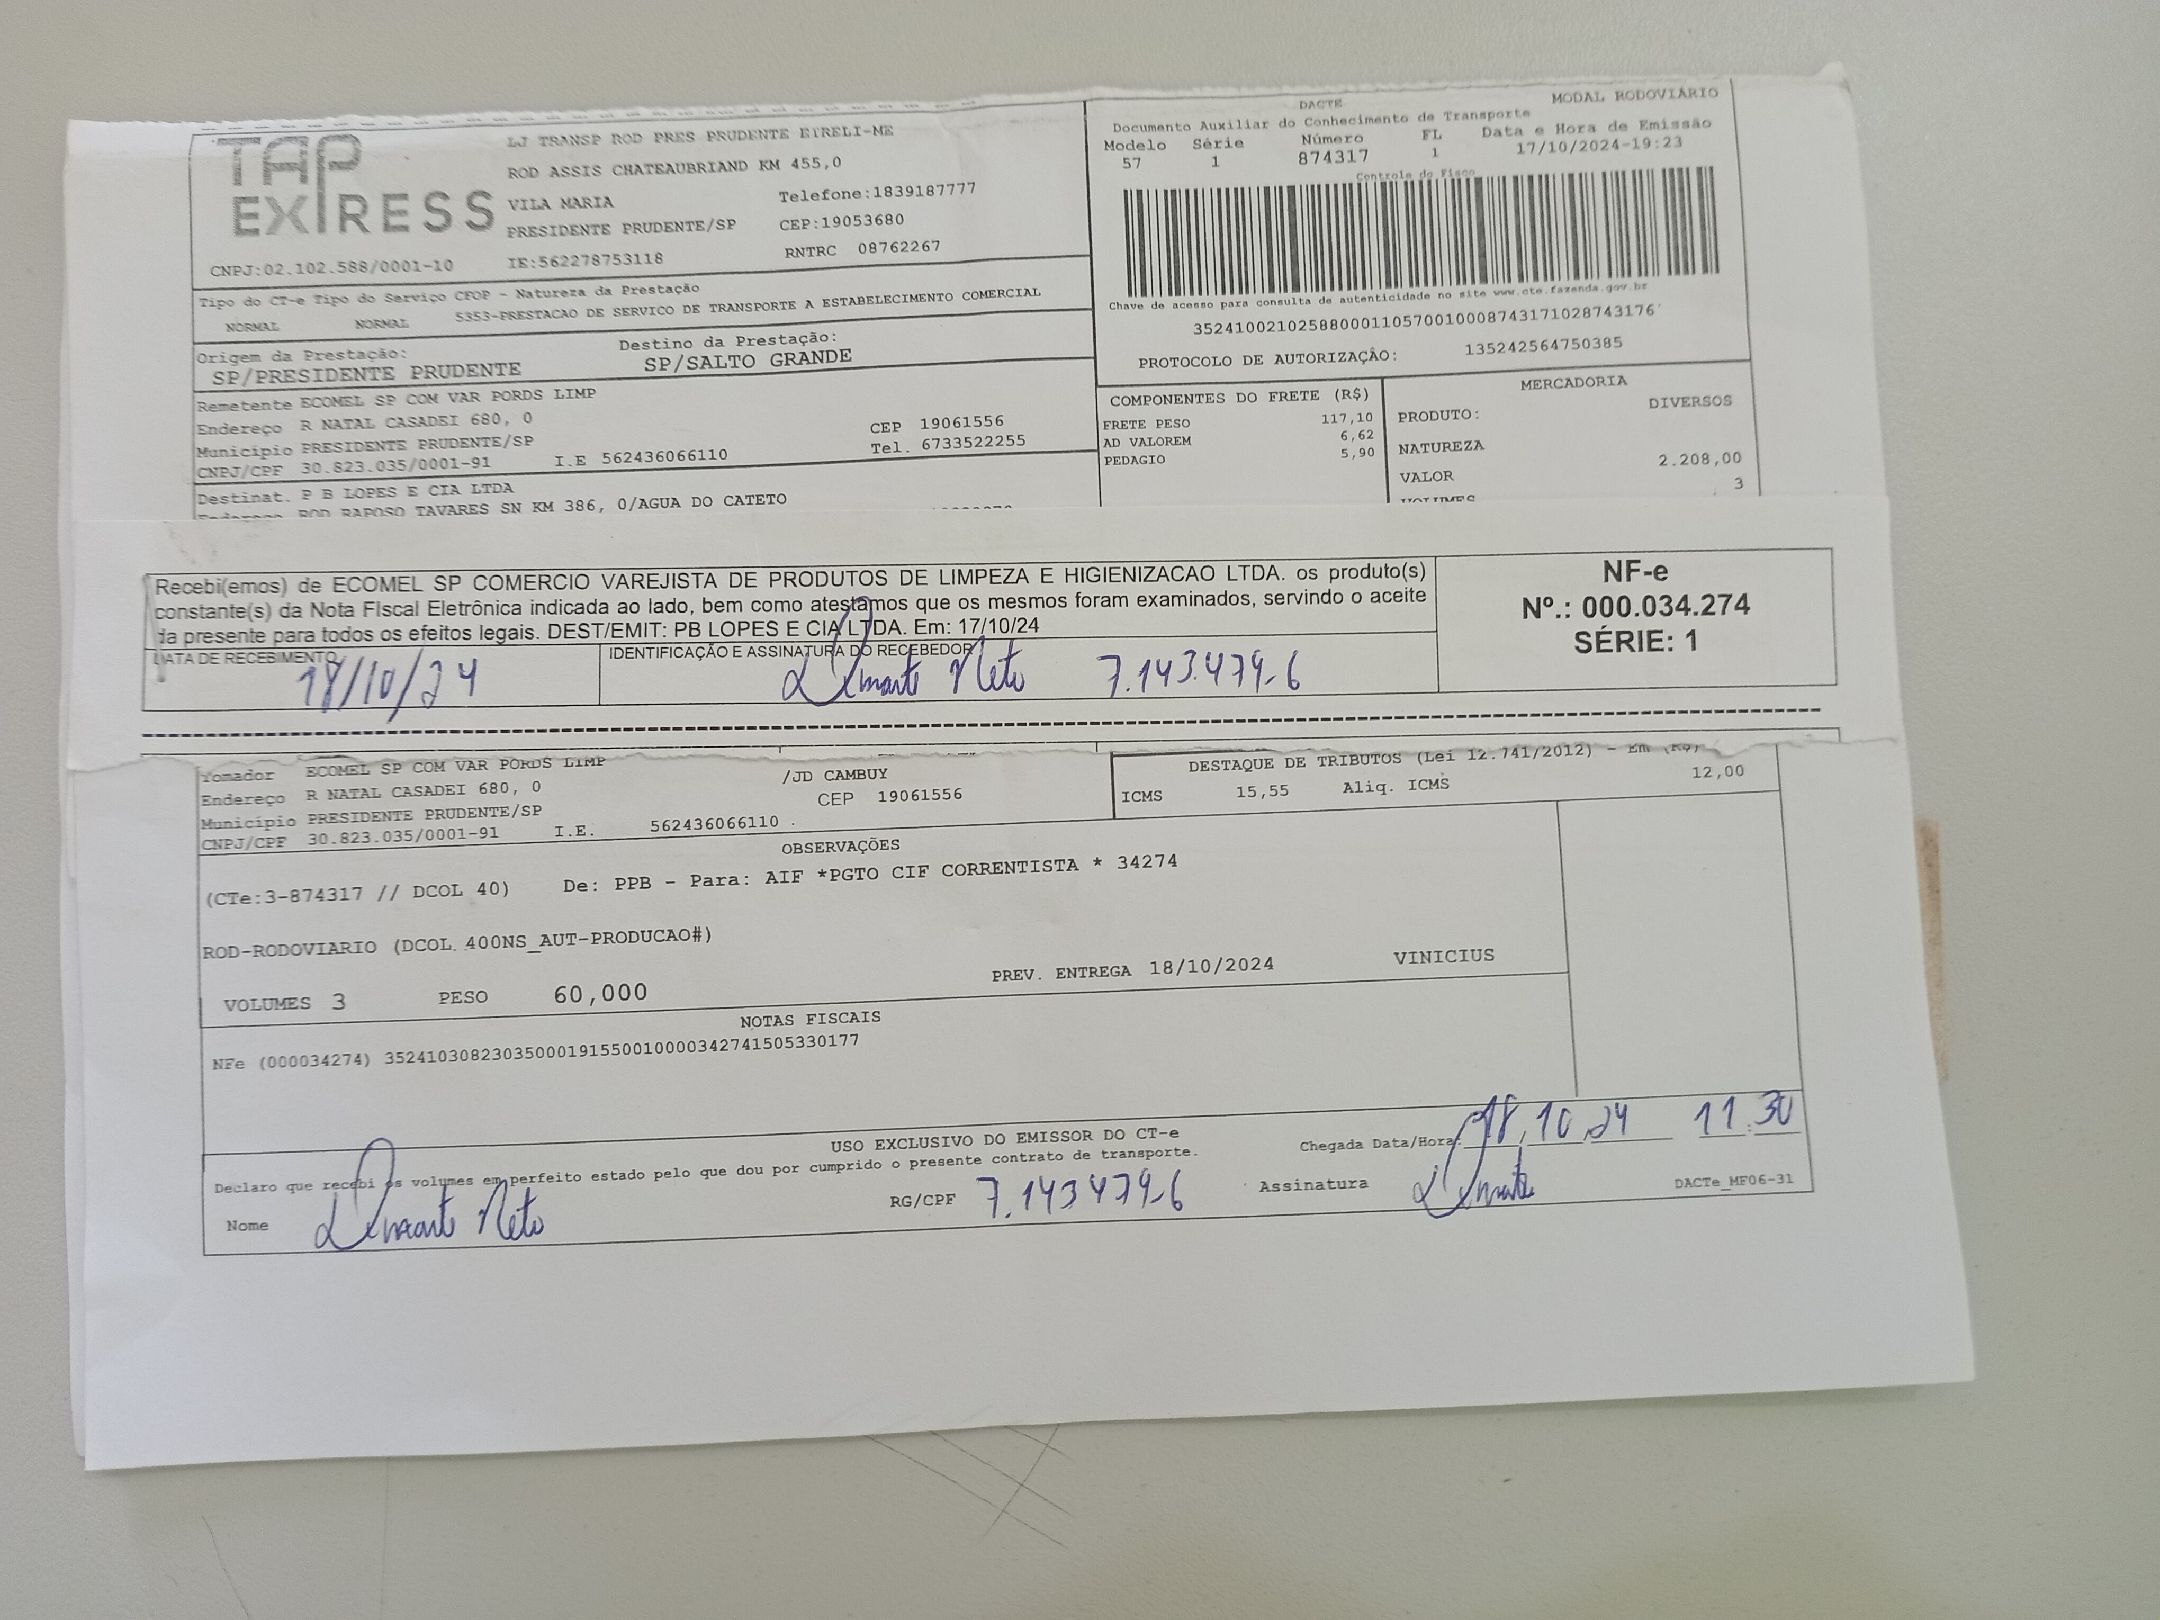 TAP
EXPRESS
CNPJ:02.102.588/0001-10
LJ TRANSP ROD PRES PRUDENTE EIRELI-ME
ROD ASSIS CHATEAUBRIAND KM 455,0
VILA MARIA Telefone:1839187777
PRESIDENTE PRUDENTE/SP CEP:19053680
IE:562278753118 RNTRC 08762267
DACTE MODAL RODOVIÁRIO
Documento Auxiliar do Conhecimento de Transporte
Modelo Série Número FL Data e Hora de Emissão
57 1 874317 1 17/10/2024-19:23
Controle do Fisco
Chave de acesso para consulta de autenticidade no site www.cte.fazenda.gov.br
35241002102588000110570010008743171028743176
PROTOCOLO DE AUTORIZAÇÃO: 135242564750385
Tipo do CT-e Tipo do Serviço CFOP - Natureza da Prestação
NORMAL NORMAL 5353-PRESTACAO DE SERVICO DE TRANSPORTE A ESTABELECIMENTO COMERCIAL
Origem da Prestação: Destino da Prestação:
SP/PRESIDENTE PRUDENTE SP/SALTO GRANDE
Remetente ECOMEL SP COM VAR PORDS LIMP
Endereço R NATAL CASADEI 680, 0 CEP 19061556
Município PRESIDENTE PRUDENTE/SP Tel. 6733522255
CNPJ/CPF 30.823.035/0001-91 I.E 562436066110
Destinat. P B LOPES E CIA LTDA
Endereço ROD RAPOSO TAVARES SN KM 386, 0/AGUA DO CATETO
COMPONENTES DO FRETE (R$)
FRETE PESO 117,10
AD VALOREM 6,62
PEDAGIO 5,90
MERCADORIA
PRODUTO: DIVERSOS
NATUREZA
VALOR 2.208,00
VOLUMES 3
Recebi(emos) de ECOMEL SP COMERCIO VAREJISTA DE PRODUTOS DE LIMPEZA E HIGIENIZACAO LTDA. os produto(s)
constante(s) da Nota FIscal Eletrônica indicada ao lado, bem como atestamos que os mesmos foram examinados, servindo o aceite
da presente para todos os efeitos legais. DEST/EMIT: PB LOPES E CIA LTDA. Em: 17/10/24
DATA DE RECEBIMENTO IDENTIFICAÇÃO E ASSINATURA DO RECEBEDOR
18/10/24 Neto 7.143.479-6
NF-e
Nº.: 000.034.274
SÉRIE: 1
Tomador ECOMEL SP COM VAR PORDS LIMP
Endereço R NATAL CASADEI 680, 0 /JD CAMBUY
Município PRESIDENTE PRUDENTE/SP CEP 19061556
CNPJ/CPF 30.823.035/0001-91 I.E. 562436066110
DESTAQUE DE TRIBUTOS (Lei 12.741/2012) - Em (R$)
ICMS 15,55 Aliq. ICMS 12,00
OBSERVAÇÕES
(CTe:3-874317 // DCOL 40) De: PPB - Para: AIF *PGTO CIF CORRENTISTA * 34274
ROD-RODOVIARIO (DCOL.400NS_AUT-PRODUCAO#)
PREV. ENTREGA 18/10/2024 VINICIUS
VOLUMES 3 PESO 60,000
NOTAS FISCAIS
NFe (000034274) 35241030823035000191550010000342741505330177
USO EXCLUSIVO DO EMISSOR DO CT-e
Chegada Data/Hora: 18,10,24 11:30
Declaro que recebi os volumes em perfeito estado pelo que dou por cumprido o presente contrato de transporte.
Nome Neto RG/CPF 7.143479-6 Assinatura
DACTe_MF06-31